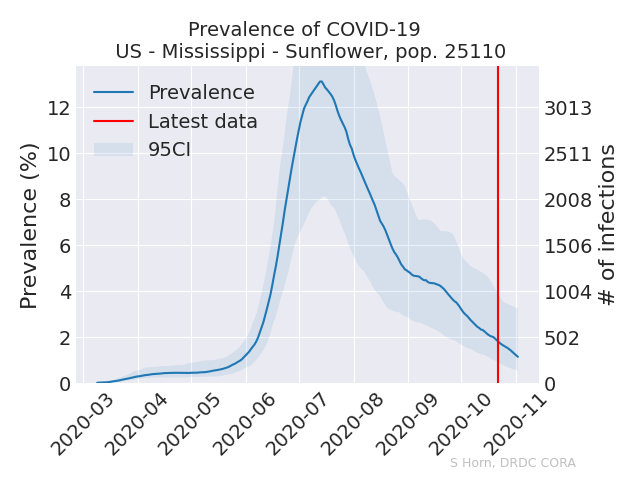 Prevalence of COVID-19
US - Mississippi - Sunflower, pop. 25110
Prevalence
Latest data
95CI
Prevalence (%)
12
10
8
6
4
2
0
3013
2511
2008
1506
1004
502
0
# of infections
2020-03
2020-04
2020-05
2020-06
2020-07
2020-08
2020-09
2020-10
2020-11
S Horn, DRDC CORA